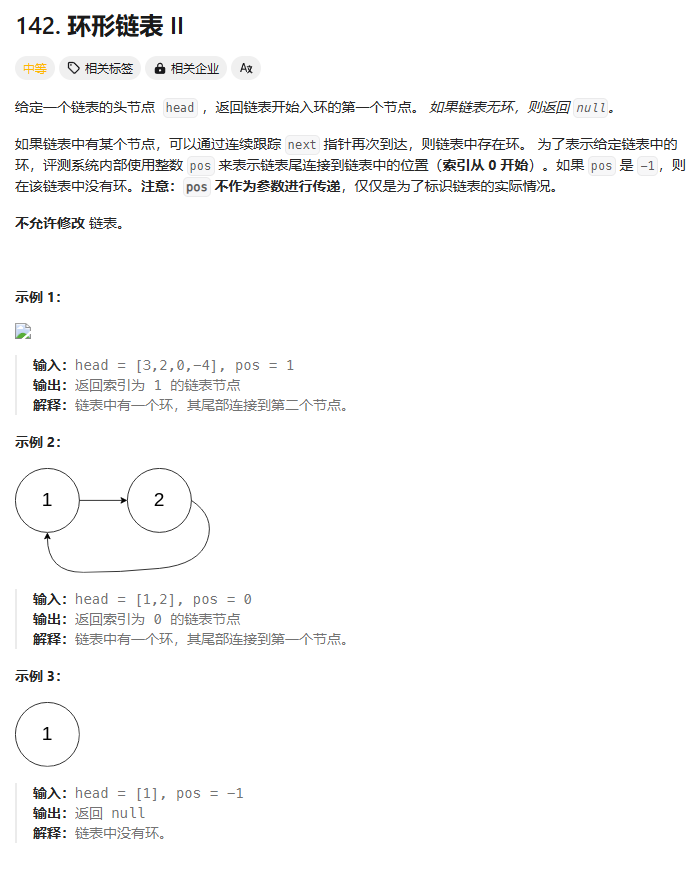 142. 环形链表 II
中等 相关标签 相关企业
给定一个链表的头节点 head ，返回链表开始入环的第一个节点。 如果链表无环，则返回 null。
如果链表中有某个节点，可以通过连续跟踪 next 指针再次到达，则链表中存在环。 为了表示给定链表中的
环，评测系统内部使用整数 pos 来表示链表尾连接到链表中的位置（索引从 0 开始）。如果 pos 是 -1，则
在该链表中没有环。注意：pos 不作为参数进行传递，仅仅是为了标识链表的实际情况。
不允许修改 链表。
示例 1：
输入：head = [3,2,0,-4], pos = 1
输出：返回索引为 1 的链表节点
解释：链表中有一个环，其尾部连接到第二个节点。
示例 2：
1 2
输入：head = [1,2], pos = 0
输出：返回索引为 0 的链表节点
解释：链表中有一个环，其尾部连接到第一个节点。
示例 3：
1
输入：head = [1], pos = -1
输出：返回 null
解释：链表中没有环。